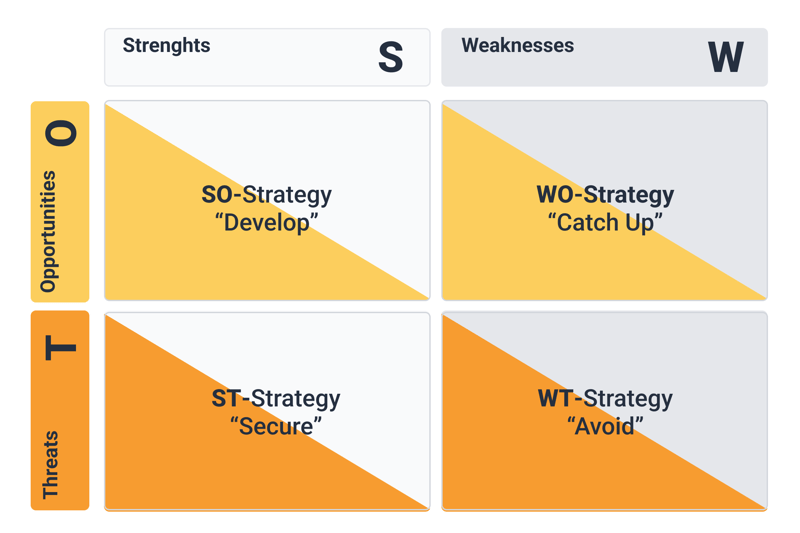 Strenghts
S
Weaknesses
W
Opportunities
O
SO-Strategy
“Develop”
WO-Strategy
“Catch Up”
Threats
T
ST-Strategy
“Secure”
WT-Strategy
“Avoid”